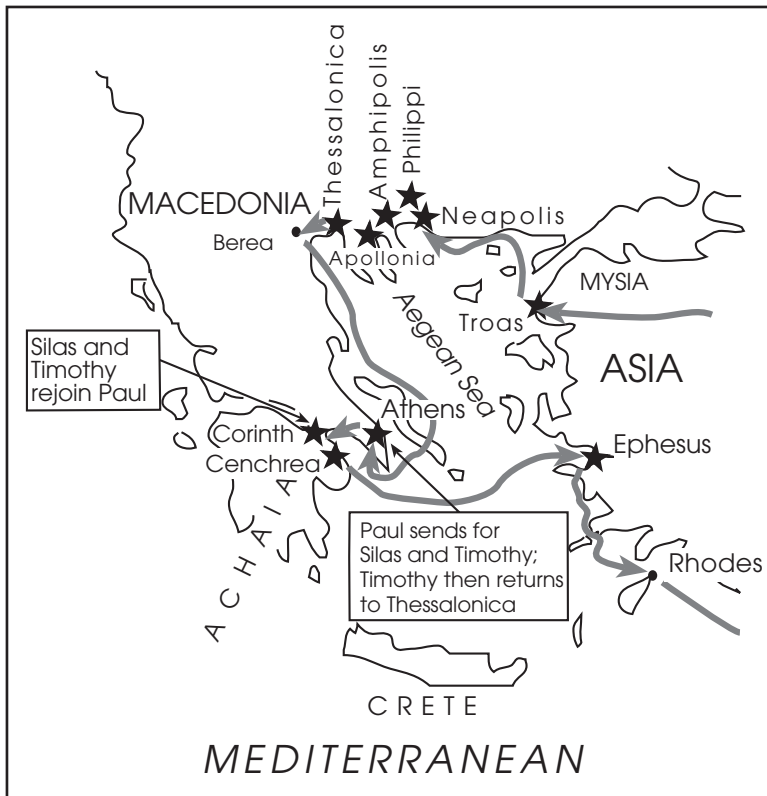 Thessalonica
Amphipolis
Philippi
MACEDONIA
Neapolis
Berea
Apollonia
MYSIA
Troas
Aegean Sea
ASIA
Silas and
Timothy
rejoin Paul
Athens
Corinth
Cenchrea
Ephesus
ACHAIA
Paul sends for
Silas and Timothy;
Timothy then returns
to Thessalonica
Rhodes
CRETE
MEDITERRANEAN